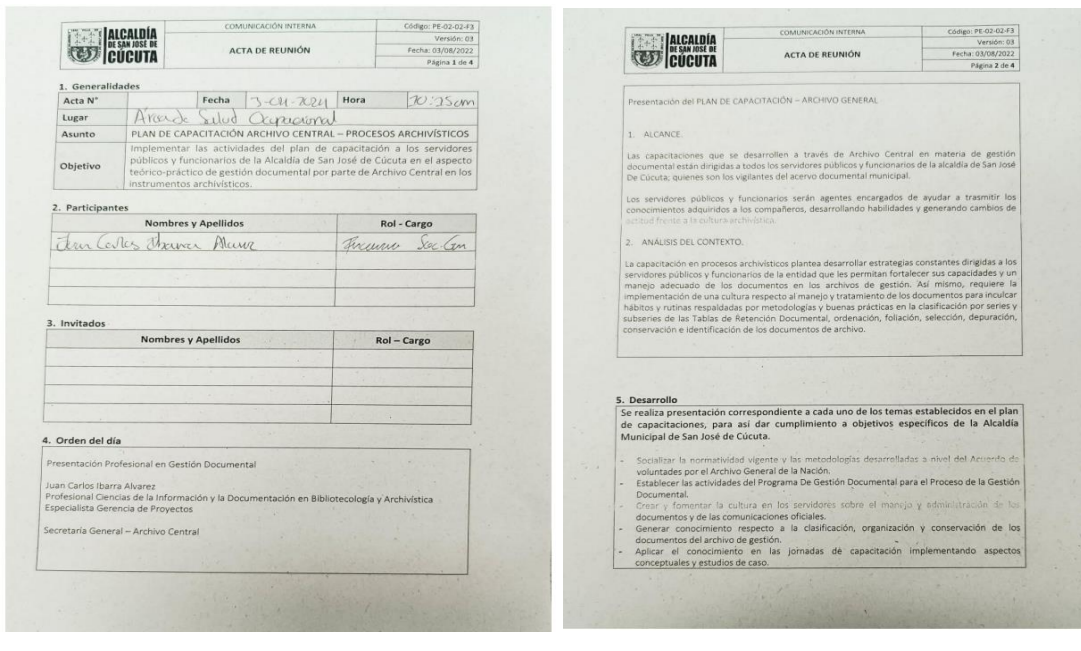 ALCALDÍA
DE SAN JOSÉ DE
CÚCUTA
COMUNICACIÓN INTERNA
ACTA DE REUNIÓN
Código: PE-02-02-F3
Versión: 03
Fecha: 03/08/2022
Página 1 de 4
1. Generalidades
Acta N° Fecha 3-04-2024 Hora 10:25am
Lugar Área de Salud Ocupacional
Asunto PLAN DE CAPACITACIÓN ARCHIVO CENTRAL – PROCESOS ARCHIVÍSTICOS
Objetivo
Implementar las actividades del plan de capacitación a los servidores
públicos y funcionarios de la Alcaldía de San José de Cúcuta en el aspecto
teórico-práctico de gestión documental por parte de Archivo Central en los
instrumentos archivísticos.
2. Participantes
Nombres y Apellidos Rol - Cargo
Juan Carlos Ibarra Alvarez Sec. Gen
3. Invitados
Nombres y Apellidos Rol – Cargo
4. Orden del día
Presentación Profesional en Gestión Documental
Juan Carlos Ibarra Alvarez
Profesional Ciencias de la Información y la Documentación en Bibliotecología y Archivística
Especialista Gerencia de Proyectos
Secretaría General – Archivo Central
ALCALDÍA
DE SAN JOSÉ DE
CÚCUTA
COMUNICACIÓN INTERNA
ACTA DE REUNIÓN
Código: PE-02-02-F3
Versión: 03
Fecha: 03/08/2022
Página 2 de 4
Presentación del PLAN DE CAPACITACIÓN – ARCHIVO GENERAL
1. ALCANCE.
Las capacitaciones que se desarrollen a través de Archivo Central en materia de gestión
documental están dirigidas a todos los servidores públicos y funcionarios de la alcaldía de San José
De Cúcuta; quienes son los vigilantes del acervo documental municipal.
Los servidores públicos y funcionarios serán agentes encargados de ayudar a trasmitir los
conocimientos adquiridos a los compañeros, desarrollando habilidades y generando cambios de
actitud frente a la cultura archivística.
2. ANÁLISIS DEL CONTEXTO.
La capacitación en procesos archivísticos plantea desarrollar estrategias constantes dirigidas a los
servidores públicos y funcionarios de la entidad que les permitan fortalecer sus capacidades y un
manejo adecuado de los documentos en los archivos de gestión. Así mismo, requiere la
implementación de una cultura respecto al manejo y tratamiento de los documentos para inculcar
hábitos y rutinas respaldadas por metodologías y buenas prácticas en la clasificación por series y
subseries de las Tablas de Retención Documental, ordenación, foliación, selección, depuración,
conservación e identificación de los documentos de archivo.
5. Desarrollo
Se realiza presentación correspondiente a cada uno de los temas establecidos en el plan
de capacitaciones, para así dar cumplimiento a objetivos específicos de la Alcaldía
Municipal de San José de Cúcuta.
- Socializar la normatividad vigente y las metodologías desarrolladas a nivel del Acuerdo de
voluntades por el Archivo General de la Nación.
- Establecer las actividades del Programa De Gestión Documental para el Proceso de la Gestión
Documental.
- Crear y fomentar la cultura en los servidores sobre el manejo y administración de los
documentos y de las comunicaciones oficiales.
- Generar conocimiento respecto a la clasificación, organización y conservación de los
documentos del archivo de gestión.
- Aplicar el conocimiento en las jornadas de capacitación implementando aspectos
conceptuales y estudios de caso.